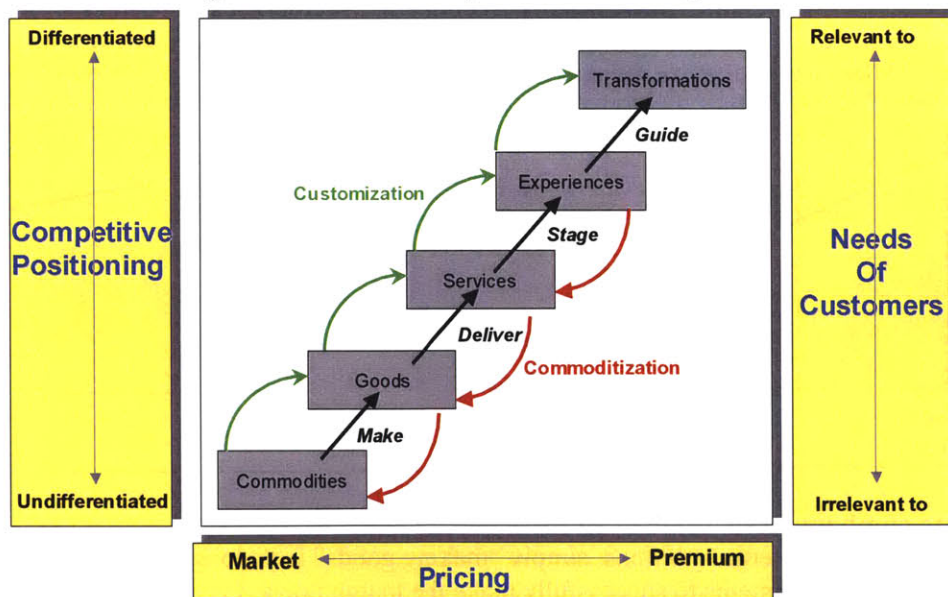 Differentiated
Competitive
Positioning
Undifferentiated
Transformations
Guide
Experiences
Customization
Stage
Services
Deliver
Commoditization
Goods
Make
Commodities
Relevant to
Needs
Of
Customers
Irrelevant to
Market
Premium
Pricing